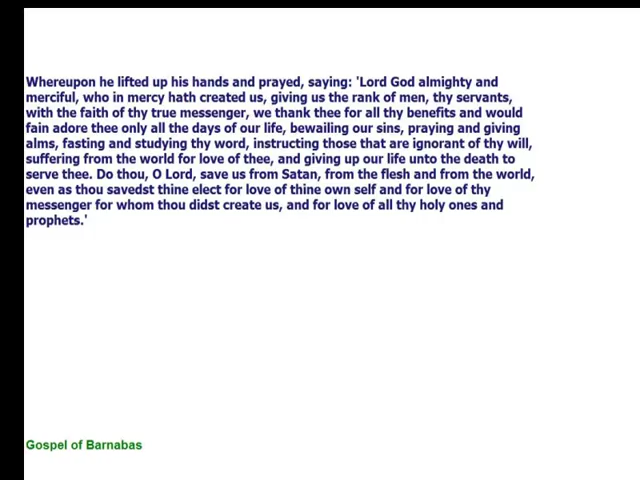 Whereupon he lifted up his hands and prayed, saying: 'Lord God almighty and
merciful, who in mercy hath created us, giving us the rank of men, thy servants,
with the faith of thy true messenger, we thank thee for all thy benefits and would
fain adore thee only all the days of our life, bewailing our sins, praying and giving
alms, fasting and studying thy word, instructing those that are ignorant of thy will,
suffering from the world for love of thee, and giving up our life unto the death to
serve thee. Do thou, O Lord, save us from Satan, from the flesh and from the world,
even as thou savedst thine elect for love of thine own self and for love of thy
messenger for whom thou didst create us, and for love of all thy holy ones and
prophets.'
Gospel of Barnabas